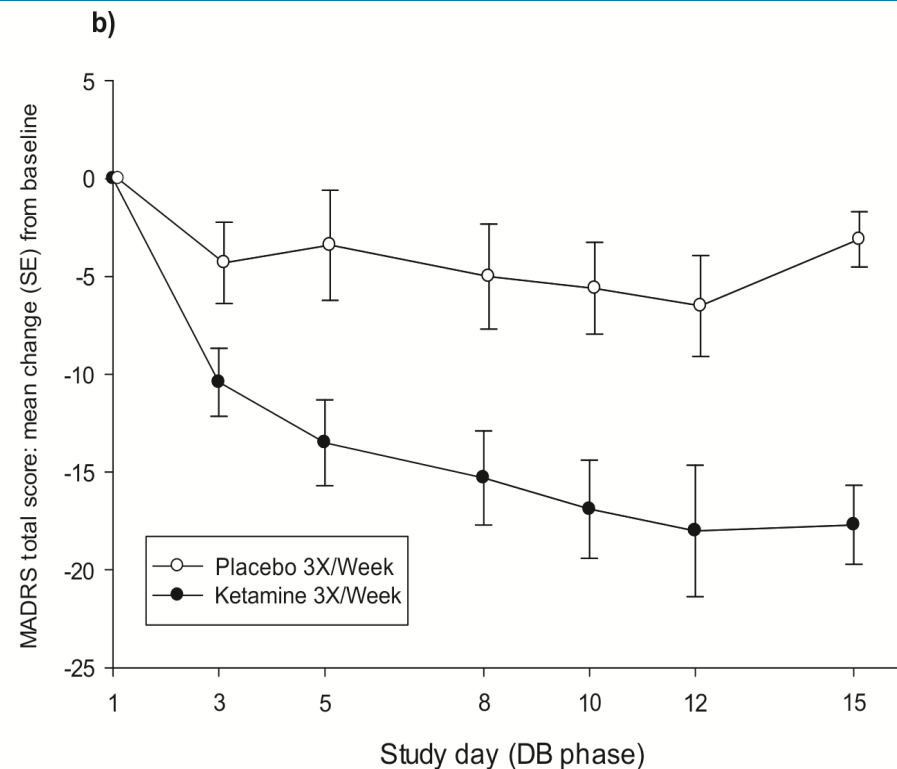 b)
MADRS total score: mean change (SE) from baseline
5
0
-5
-10
-15
-20
-25
Placebo 3X/Week
Ketamine 3X/Week
1 3 5 8 10 12 15
Study day (DB phase)